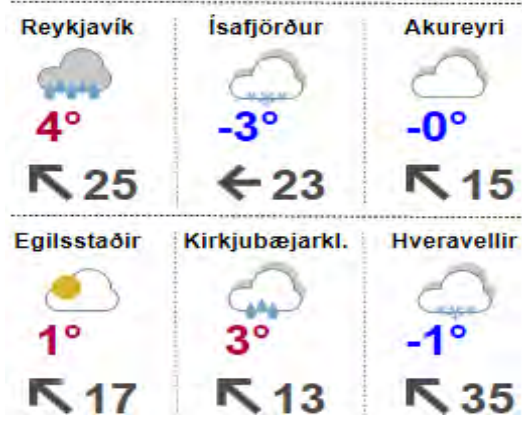 Reykjavík Ísafjörður Akureyri
4° -3° -0°
25 23 15
Egilsstaðir Kirkjubæjarkl. Hveravellir
1° 3° -1°
17 13 35